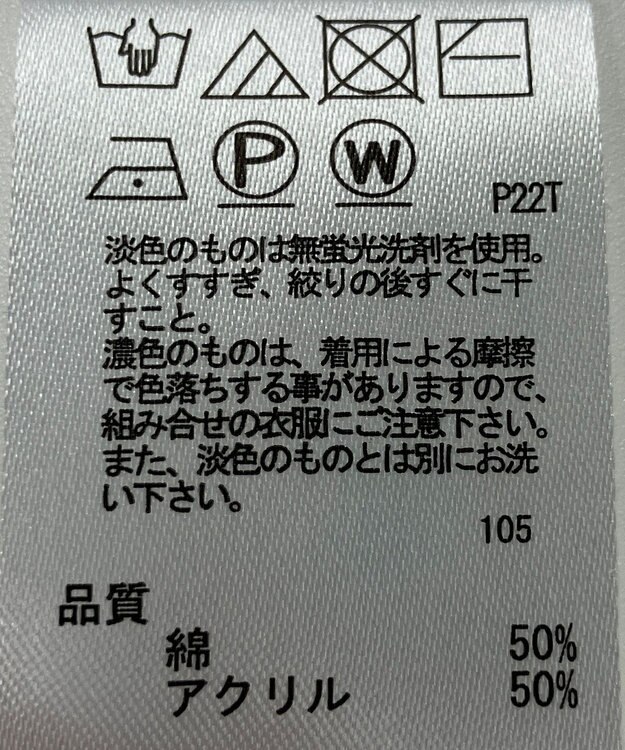 P W
P22T
淡色のものは無蛍光洗剤を使用。
よくすすぎ、絞りの後すぐに干
すこと。
濃色のものは、着用による摩擦
で色落ちする事がありますので、
組み合せの衣服にご注意下さい。
また、淡色のものとは別にお洗
い下さい。
105
品質
綿 50%
アクリル 50%